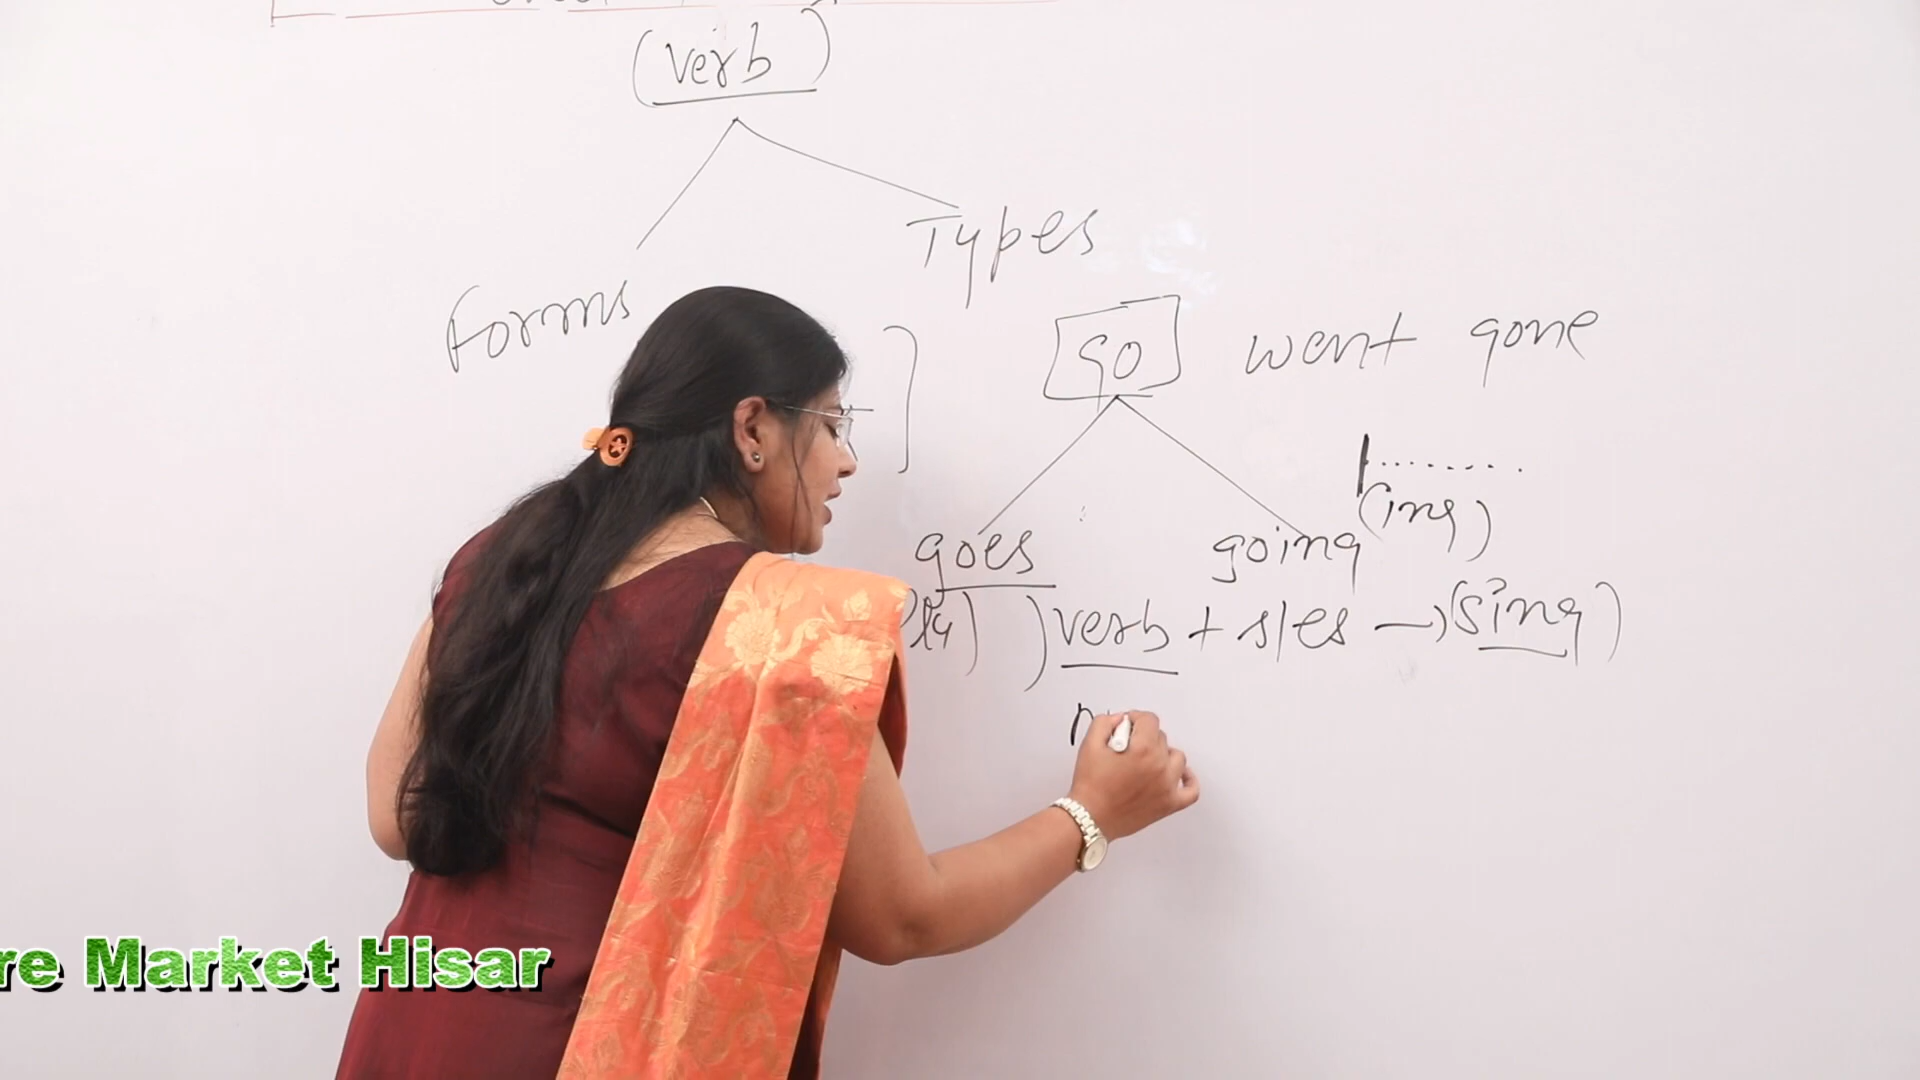 (verb)
Types
Forms
go went gone
(ing)
goes going
) verb + s/es → (sing)
re Market Hisar